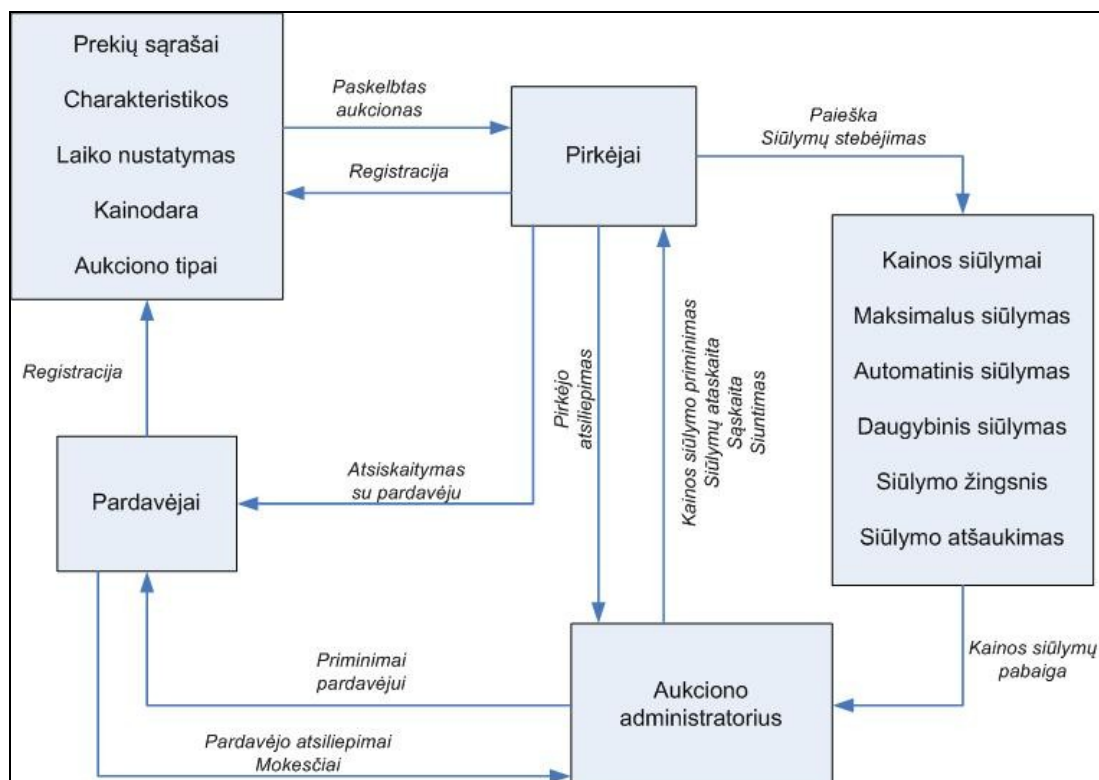 Prekių sąrašai
Charakteristikos
Laiko nustatymas
Kainodara
Aukciono tipai
Paskelbtas
aukcionas
Registracija
Pirkėjai
Paieška
Siūlymų stebėjimas
Kainos siūlymai
Maksimalus siūlymas
Automatinis siūlymas
Daugybinis siūlymas
Siūlymo žingsnis
Siūlymo atšaukimas
Registracija
Pardavėjai
Atsiskaitymas
su pardavėju
Pirkėjo
atsiliepimas
Kainos siūlymo priminimas
Siūlymų ataskaita
Sąskaita
Siuntimas
Kainos siūlymų
pabaiga
Priminimai
pardavėjui
Aukciono
administratorius
Pardavėjo atsiliepimai
Mokesčiai